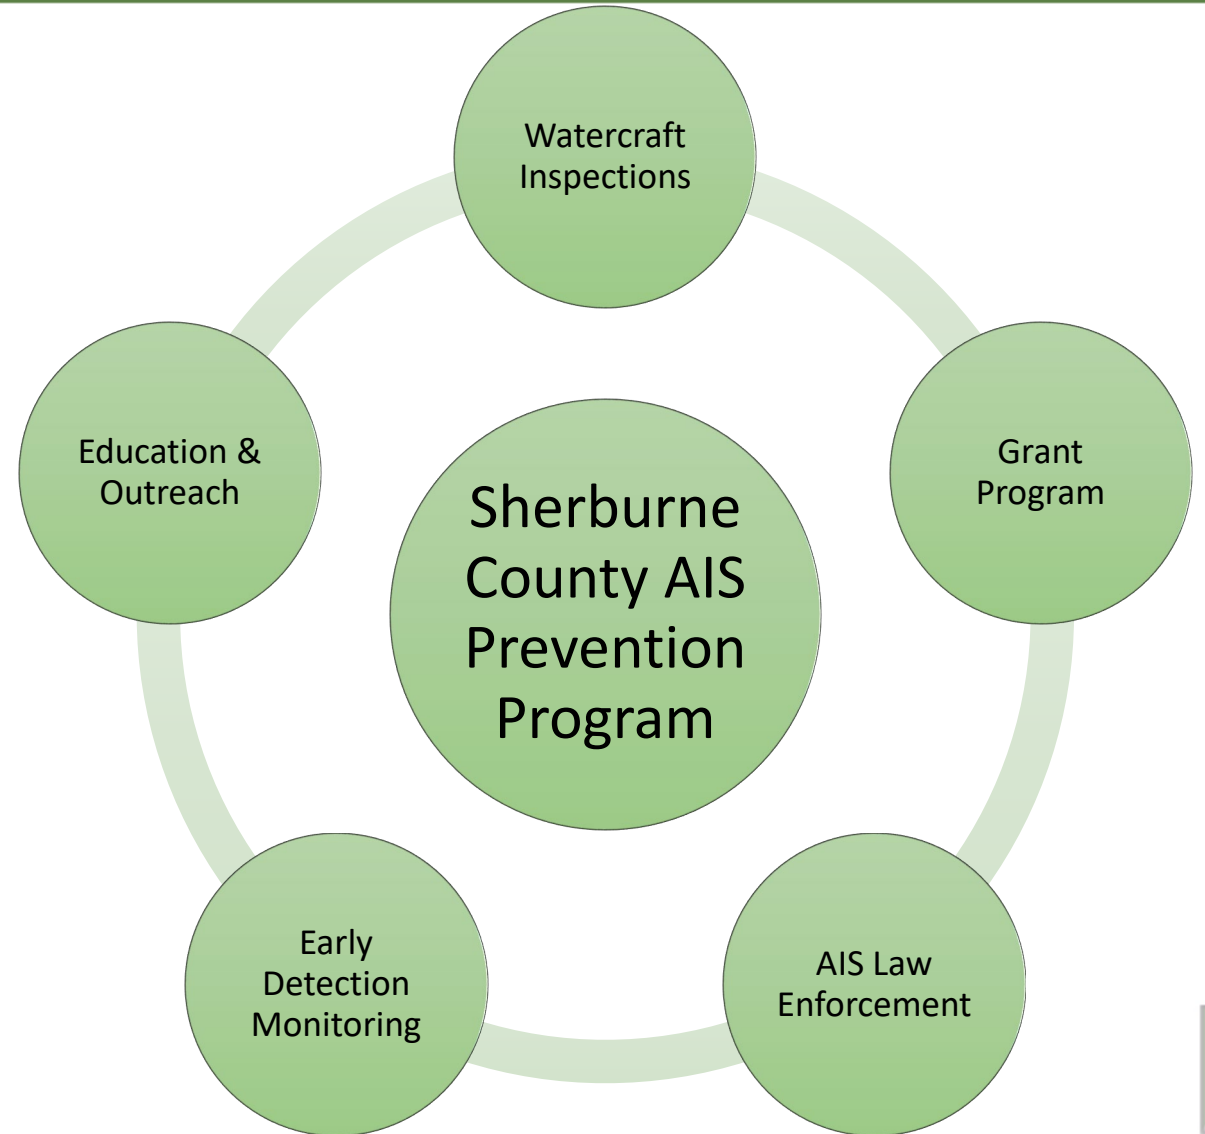 Watercraft
Inspections
Grant
Program
AIS Law
Enforcement
Early
Detection
Monitoring
Education &
Outreach
Sherburne
County AIS
Prevention
Program